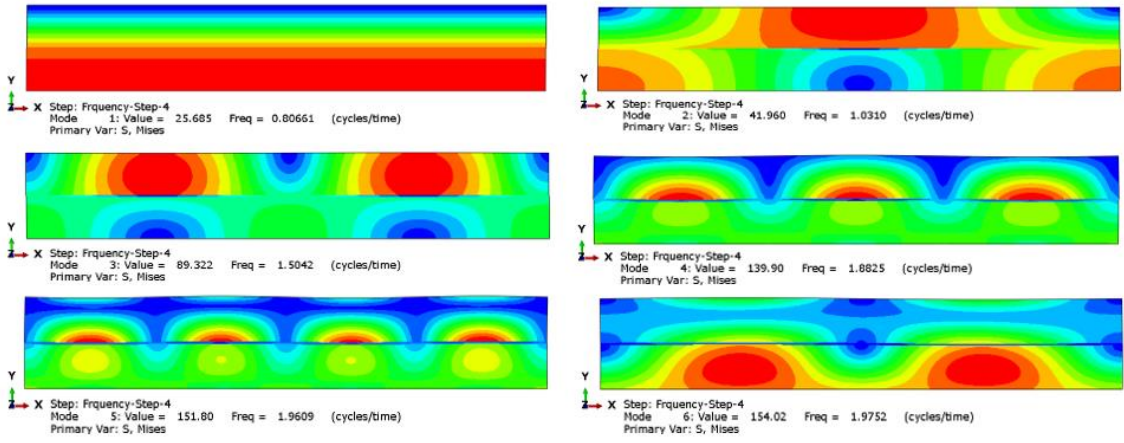 Y
Z X Step: Frquency-Step-4
Mode 1: Value = 25.685 Freq = 0.80661 (cycles/time)
Primary Var: S, Mises
Y
Z X Step: Frquency-Step-4
Mode 2: Value = 41.960 Freq = 1.0310 (cycles/time)
Primary Var: S, Mises
Y
Z X Step: Frquency-Step-4
Mode 3: Value = 89.322 Freq = 1.5042 (cycles/time)
Primary Var: S, Mises
Y
Z X Step: Frquency-Step-4
Mode 4: Value = 139.90 Freq = 1.8825 (cycles/time)
Primary Var: S, Mises
Y
Z X Step: Frquency-Step-4
Mode 5: Value = 151.80 Freq = 1.9609 (cycles/time)
Primary Var: S, Mises
Y
Z X Step: Frquency-Step-4
Mode 6: Value = 154.02 Freq = 1.9752 (cycles/time)
Primary Var: S, Mises